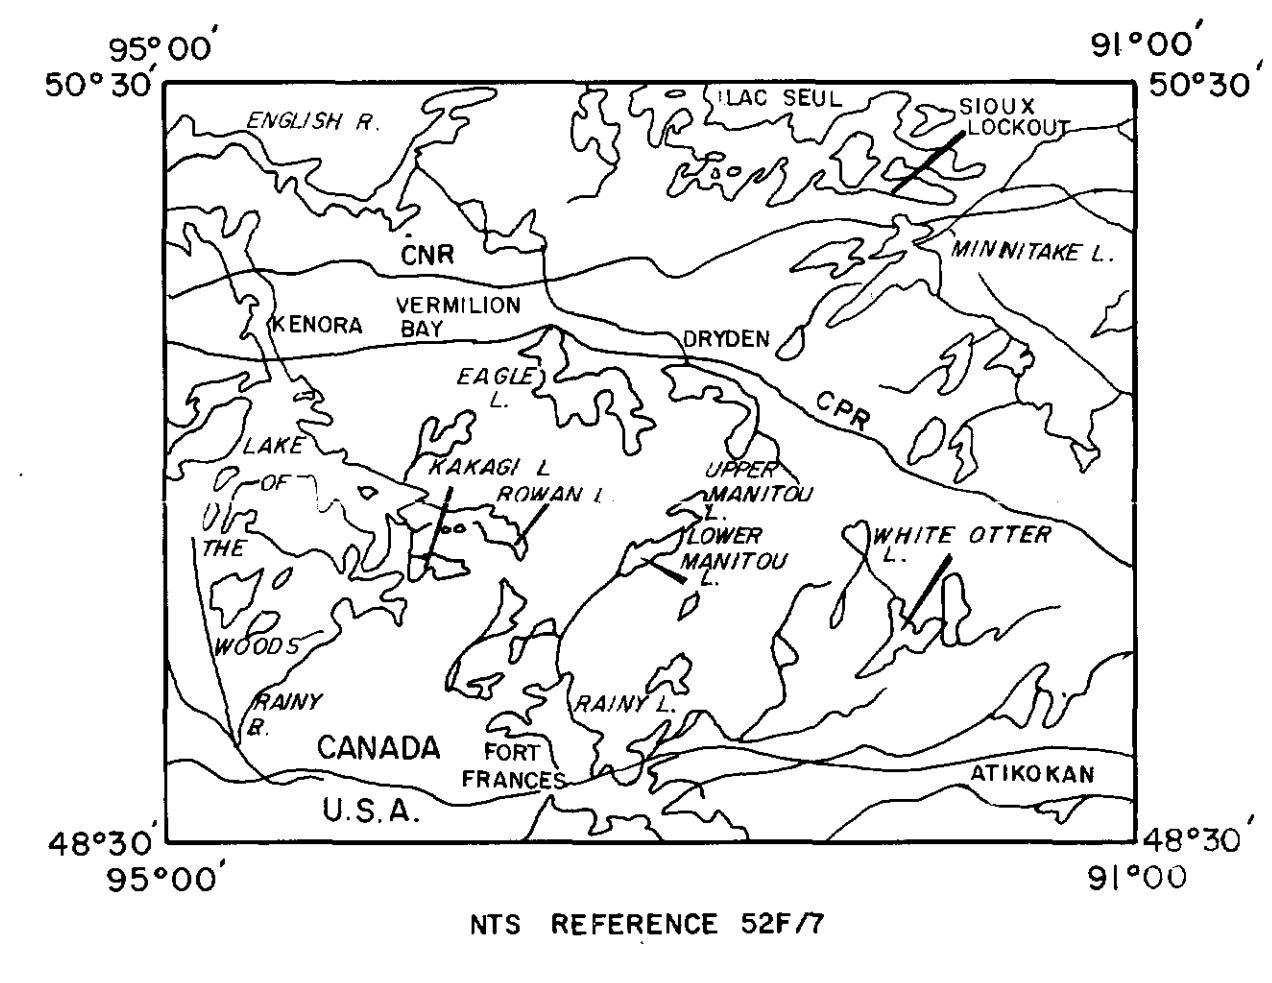 95°00′
91°00′
50°30′
50°30′
LAC SEUL
SIOUX
LOCKOUT
ENGLISH R.
CNR
MINNITAKE L.
VERMILION
BAY
KENORA
DRYDEN
EAGLE
L.
CPR
LAKE
OF
THE
WOODS
KAKAGI L
ROWAN L
UPPER
MANITOU
L.
LOWER
MANITOU
L.
WHITE OTTER
L.
RAINY
R.
RAINY L.
CANADA
FORT
FRANCES
ATIKOKAN
U.S.A.
48°30′
48°30′
95°00′
91°00
NTS REFERENCE 52F/7